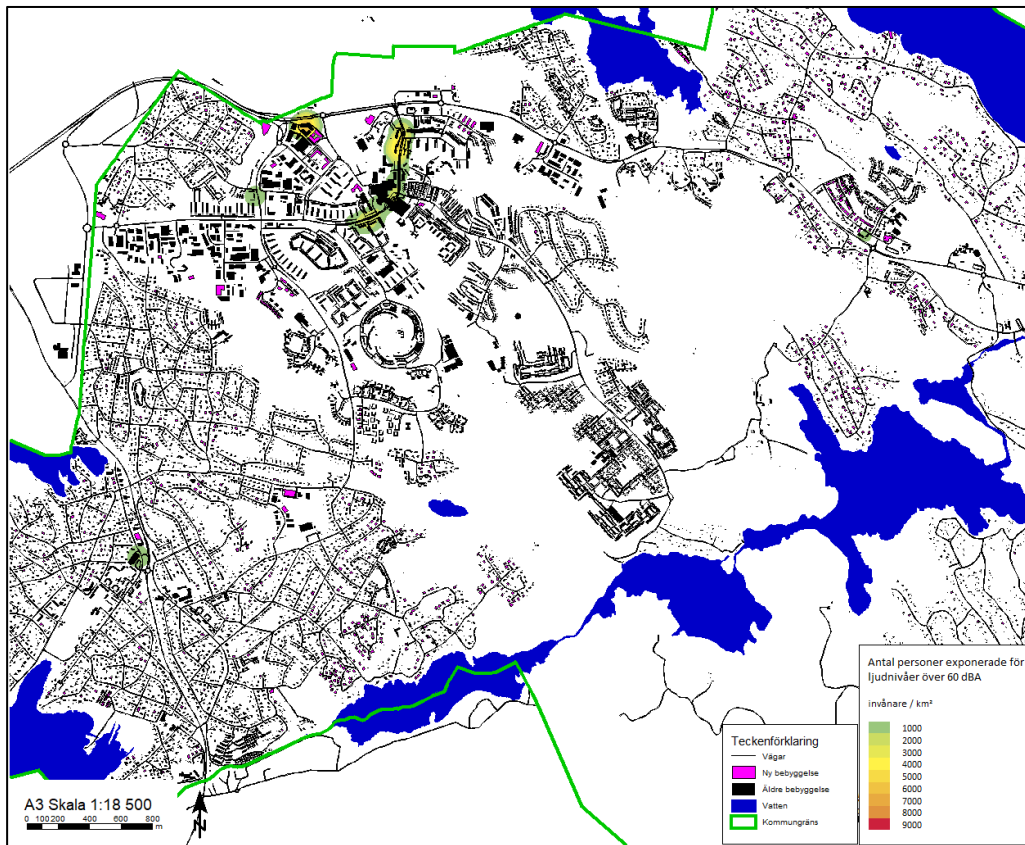 Antal personer exponerade för
ljudnivåer över 60 dBA
invånare / km²
1000
2000
3000
4000
5000
6000
7000
8000
9000
Teckenförklaring
Vägar
Ny bebyggelse
Äldre bebyggelse
Vatten
Kommungräns
A3 Skala 1:18 500
0 100 200 400 600 800
m
N